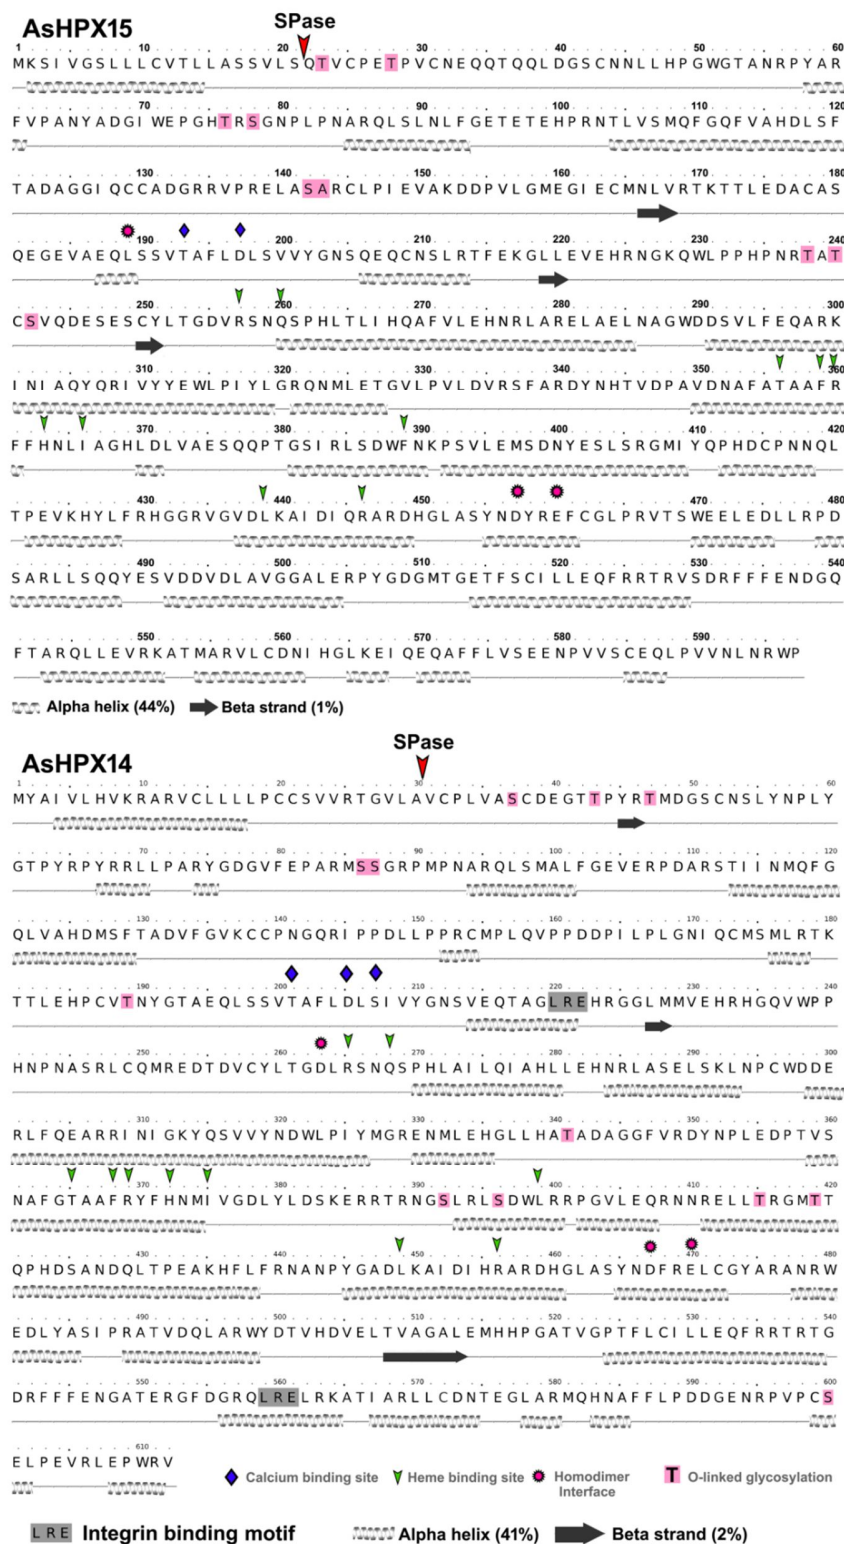 AsHPX15
SPase
1 10 20 30 40 50 60
MKSIVGSLLLCVTLLASSVLSQTVCPETPVCNEQQTQQLDGSCNNLLHPGWGTANRPYAR
70 80 90 100 110 120
FVPANYADGIWEPGHTRSGNPLPNARQLSLNLFGETETEHPRNTLVSMQFGQFVAHDLSF
130 140 150 160 170 180
TADAGGIQCCADGRRVPRELASARCLPIEVAKDDPVLGMEGIECMNLVRTKTTLEDACAS
190 200 210 220 230 240
QEGEVAEQLSSVTAFLDLSVVYGNSQEQCNSLRTFEKGLLEVEHRNGKQWLPPHPNRTAT
250 260 270 280 290 300
CSVQDESESCYLTGDVRSNQSPHLTLIHQAFVLEHNRLARELAELNAGWDDSVLFEQARK
310 320 330 340 350 360
INIAQYQRIVYYEWLPIYLGRQNMLETGVLPVLDVRSFARDYNHTVDPAVDNAFATAAFR
370 380 390 400 410 420
FFHNLIAGHLDLVAESQQPTGSIRLSDWFNKPSVLEMSDNYESLSRGMIYQPHDCPNNQL
430 440 450 460 470 480
TPEVKHYLFRHGGRVGVDLKAIDIQRARDHGLASYNDYREFCGLPRVTSWEELEDLLRPD
490 500 510 520 530 540
SARLLSQQYESVDDVDLAVGGALERPYGDGMTGETFSCILLEQFRRTRVSDRFFFENDGQ
550 560 570 580 590
FTARQLLEVRKATMARVLCDNIHGLKEIQEQAFFLVSEENPVVSCEQLPVVNLNRWP
Alpha helix (44%) Beta strand (1%)
SPase
AsHPX14
1 10 20 30 40 50 60
MYAIVLHVKRARVCLLLLPCCSVVRTGVLAVCPLVASCDEGTTPYRTMDGSCNSLYNPLY
70 80 90 100 110 120
GTPYRPYRRLLPARYGDGVFEPARMSSGRPMPNARQLSMALFGEVERPDARSTIINMQFG
130 140 150 160 170 180
QLVAHDMSFTADVFGVKCCPNGQRIPPDLLPPRCMPLQVPPDDPILPLGNIQCMSMLRTK
190 200 210 220 230 240
TTLEHPCVTNYGTAEQLSSVTAFLDLSIVYGNSVEQTAGLREHRGGLMMVEHRHGQVWPP
250 260 270 280 290 300
HNPNASRLCQMREDTDVCYLTGDLRSNQSPHLAILQIAHLLEHNRLASELSKLNPCWDDE
310 320 330 340 350 360
RLFQEARRINIGKYQSVVYNDWLPIYMGRENMLEHGLLHATADAGGFVRDYNPLEDPTVS
370 380 390 400 410 420
NAFGTAAFRYFHNMIVGDLYLDSKERRTRNGSLRLSDWLRRPGVLEQRNNRELLTRGMTT
430 440 450 460 470 480
QPHDSANDQLTPEAKHFLFRNANPYGADLKAIDIHRARDHGLASYNDFRELCGYARANRW
490 500 510 520 530 540
EDLYASIPRATVDQLARWYDTVHDVELTVAGALEMHHPGATVGPTFLCILLEQFRRTRTG
550 560 570 580 590 600
DRFFFENGATERGFDGRQLRELRKATIARLLCDNTEGLARMQHNAFFLPDDGENRPVPCS
610
ELPEVRLEPWRV
Calcium binding site Heme binding site Homodimer Interface T O-linked glycosylation
LRE Integrin binding motif Alpha helix (41%) Beta strand (2%)